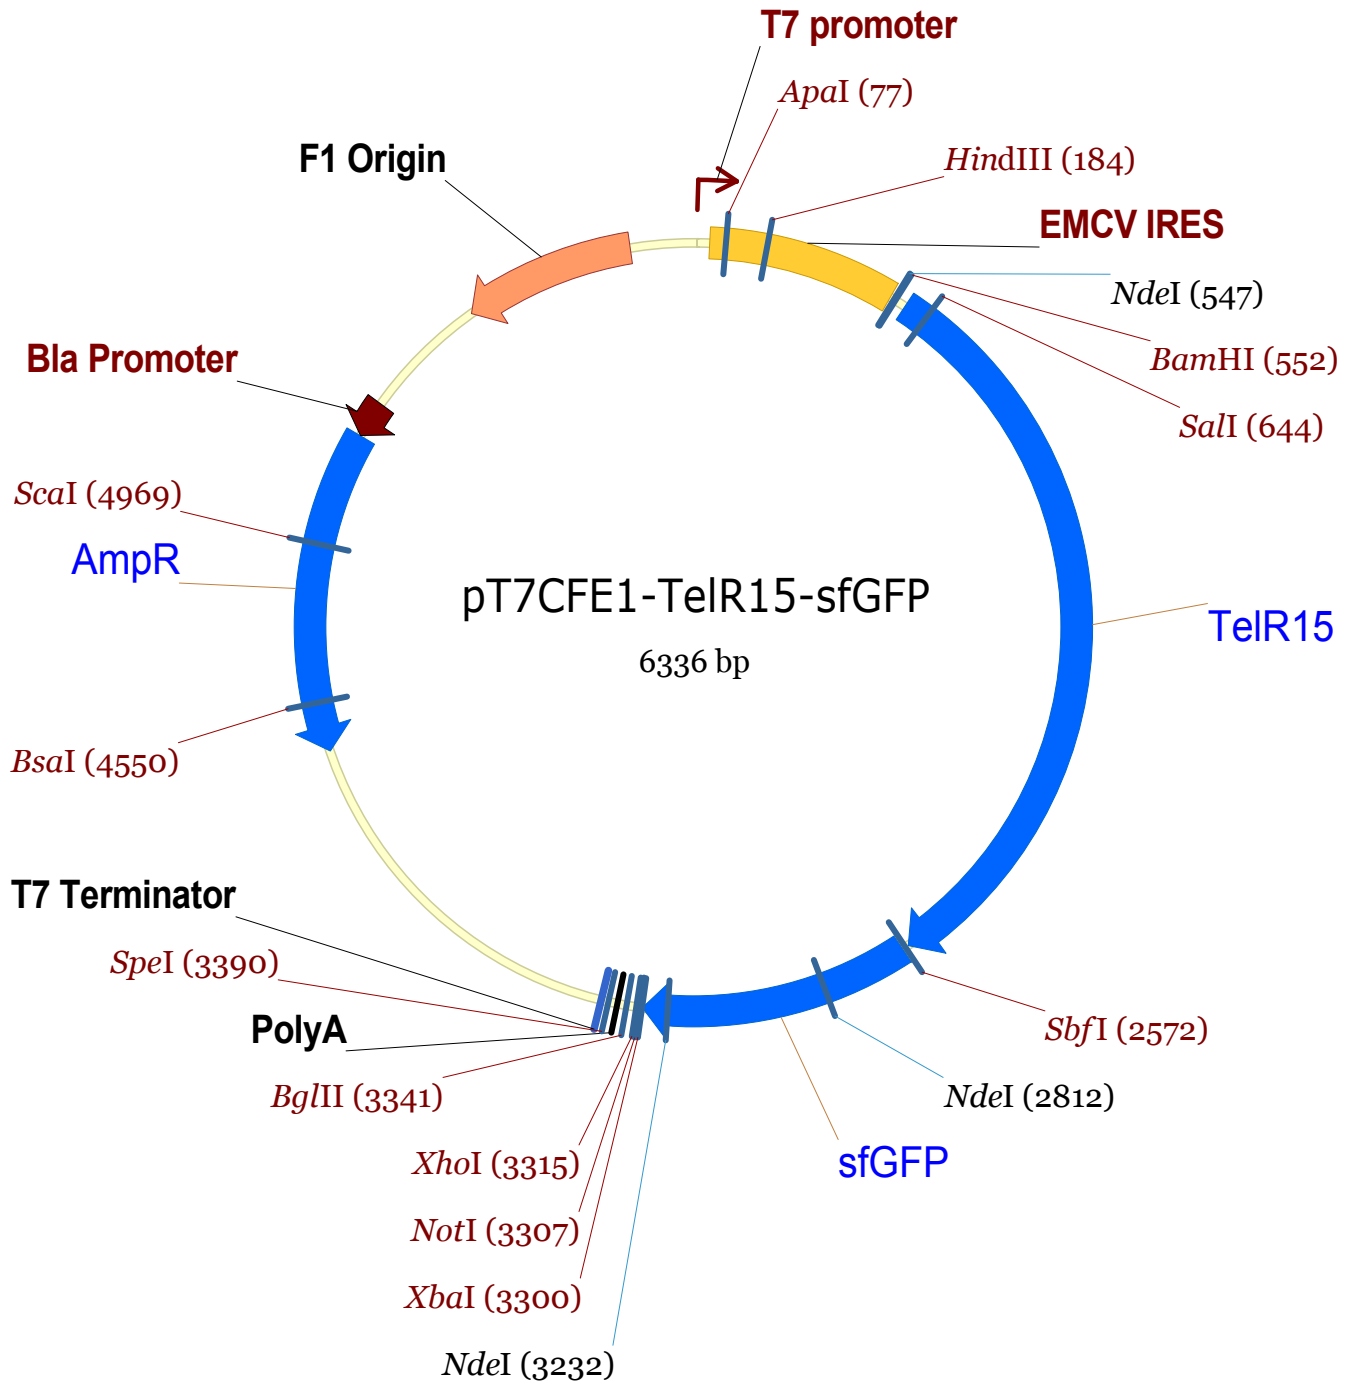 T7 promoter
ApaI (77)
F1 Origin
HindIII (184)
EMCV IRES
NdeI (547)
Bla Promoter
BamHI (552)
SalI (644)
ScaI (4969)
AmpR
pT7CFE1-TelR15-sfGFP
TelR15
6336 bp
BsaI (4550)
T7 Terminator
SpeI (3390)
PolyA
SbfI (2572)
BglII (3341)
NdeI (2812)
XhoI (3315)
sfGFP
NotI (3307)
XbaI (3300)
NdeI (3232)